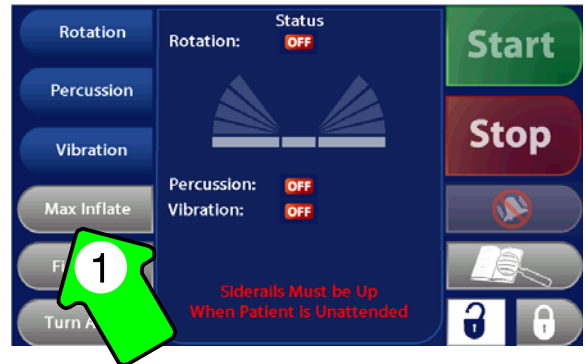 Rotation
Percussion
Vibration
Max Inflate
1
Status
Rotation: OFF
Percussion: OFF
Vibration: OFF
Siderails Must be Up
When Patient is Unattended
Start
Stop